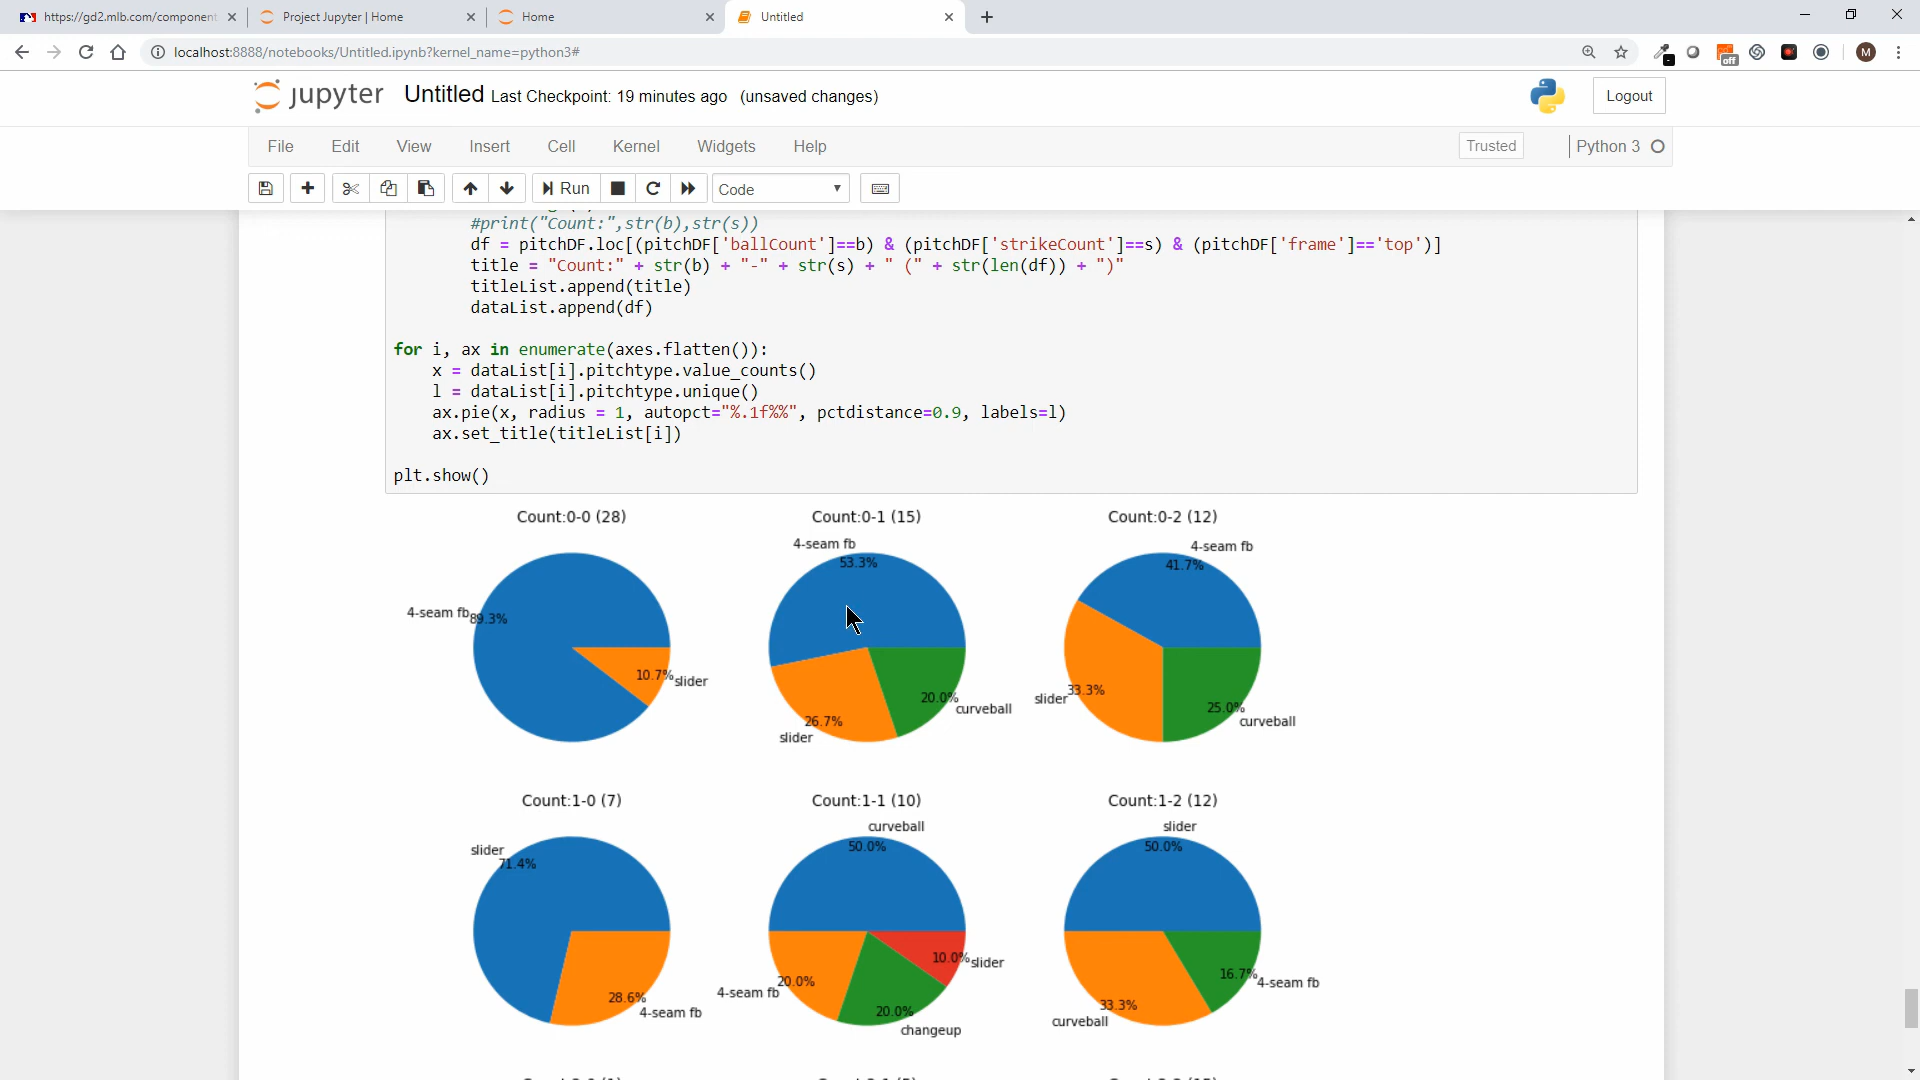 https://gd2.mlb.com/component
Project Jupyter | Home
Home
Untitled
localhost:8888/notebooks/Untitled.ipynb?kernel_name=python3#
off
M
jupyter Untitled Last Checkpoint: 19 minutes ago (unsaved changes)
Logout
File Edit View Insert Cell Kernel Widgets Help
Trusted
Python 3
Run
Code
#print("Count:",str(b),str(s))
df = pitchDF.loc[(pitchDF['ballCount']==b) & (pitchDF['strikeCount']==s) & (pitchDF['frame']=='top')]
title = "Count:" + str(b) + "-" + str(s) + " (" + str(len(df)) + ")"
titleList.append(title)
dataList.append(df)
for i, ax in enumerate(axes.flatten()):
x = dataList[i].pitchtype.value_counts()
l = dataList[i].pitchtype.unique()
ax.pie(x, radius = 1, autopct="%.1f%%", pctdistance=0.9, labels=l)
ax.set_title(titleList[i])
plt.show()
Count:0-0 (28)
4-seam fb
89.3%
10.7%
slider
Count:0-1 (15)
4-seam fb
53.3%
20.0%
curveball
26.7%
slider
Count:0-2 (12)
4-seam fb
41.7%
slider
33.3%
25.0%
curveball
Count:1-0 (7)
slider
71.4%
28.6%
4-seam fb
Count:1-1 (10)
curveball
50.0%
10.0%
slider
20.0%
4-seam fb
20.0%
changeup
Count:1-2 (12)
slider
50.0%
16.7%
4-seam fb
33.3%
curveball